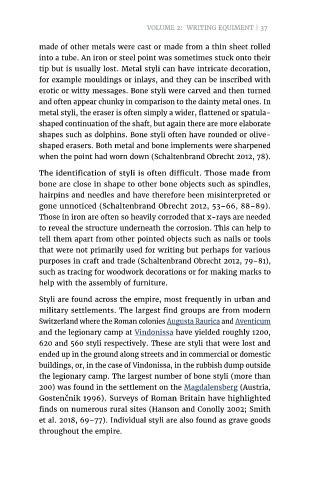 VOLUME 2: WRITING EQUIMENT | 37
made of other metals were cast or made from a thin sheet rolled
into a tube. An iron or steel point was sometimes stuck onto their
tip but is usually lost. Metal styli can have intricate decoration,
for example mouldings or inlays, and they can be inscribed with
erotic or witty messages. Bone styli were carved and then turned
and often appear chunky in comparison to the dainty metal ones. In
metal styli, the eraser is often simply a wider, flattened or spatula-
shaped continuation of the shaft, but again there are more elaborate
shapes such as dolphins. Bone styli often have rounded or olive-
shaped erasers. Both metal and bone implements were sharpened
when the point had worn down (Schaltenbrand Obrecht 2012, 78).
The identification of styli is often difficult. Those made from
bone are close in shape to other bone objects such as spindles,
hairpins and needles and have therefore been misinterpreted or
gone unnoticed (Schaltenbrand Obrecht 2012, 53–66, 88–89).
Those in iron are often so heavily corroded that x-rays are needed
to reveal the structure underneath the corrosion. This can help to
tell them apart from other pointed objects such as nails or tools
that were not primarily used for writing but perhaps for various
purposes in craft and trade (Schaltenbrand Obrecht 2012, 79–81),
such as tracing for woodwork decorations or for making marks to
help with the assembly of furniture.
Styli are found across the empire, most frequently in urban and
military settlements. The largest find groups are from modern
Switzerland where the Roman colonies Augusta Raurica and Aventicum
and the legionary camp at Vindonissa have yielded roughly 1200,
620 and 560 styli respectively. These are styli that were lost and
ended up in the ground along streets and in commercial or domestic
buildings, or, in the case of Vindonissa, in the rubbish dump outside
the legionary camp. The largest number of bone styli (more than
200) was found in the settlement on the Magdalensberg (Austria,
Gostenčnik 1996). Surveys of Roman Britain have highlighted
finds on numerous rural sites (Hanson and Conolly 2002; Smith
et al. 2018, 69–77). Individual styli are also found as grave goods
throughout the empire.